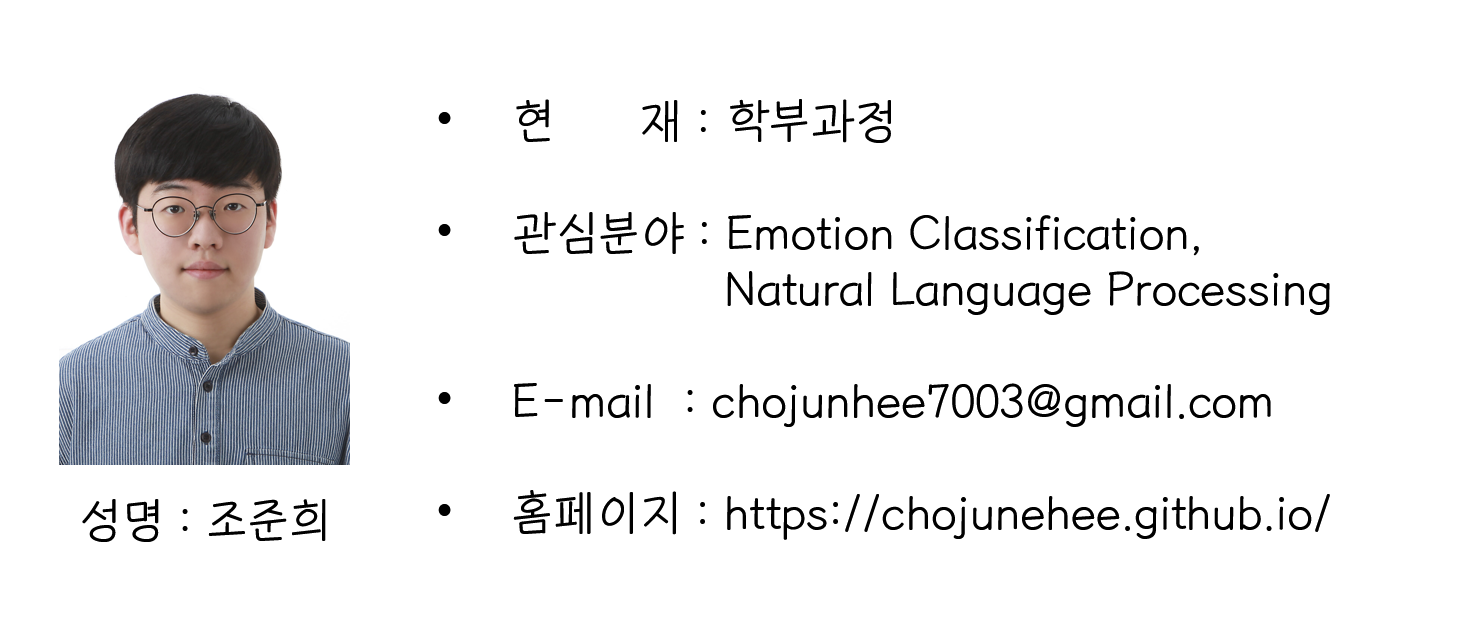 • 현 재 : 학부과정
• 관심분야 : Emotion Classification,
Natural Language Processing
• E-mail : chojunhee7003@gmail.com
• 홈페이지 : https://chojunehee.github.io/
성명 : 조준희